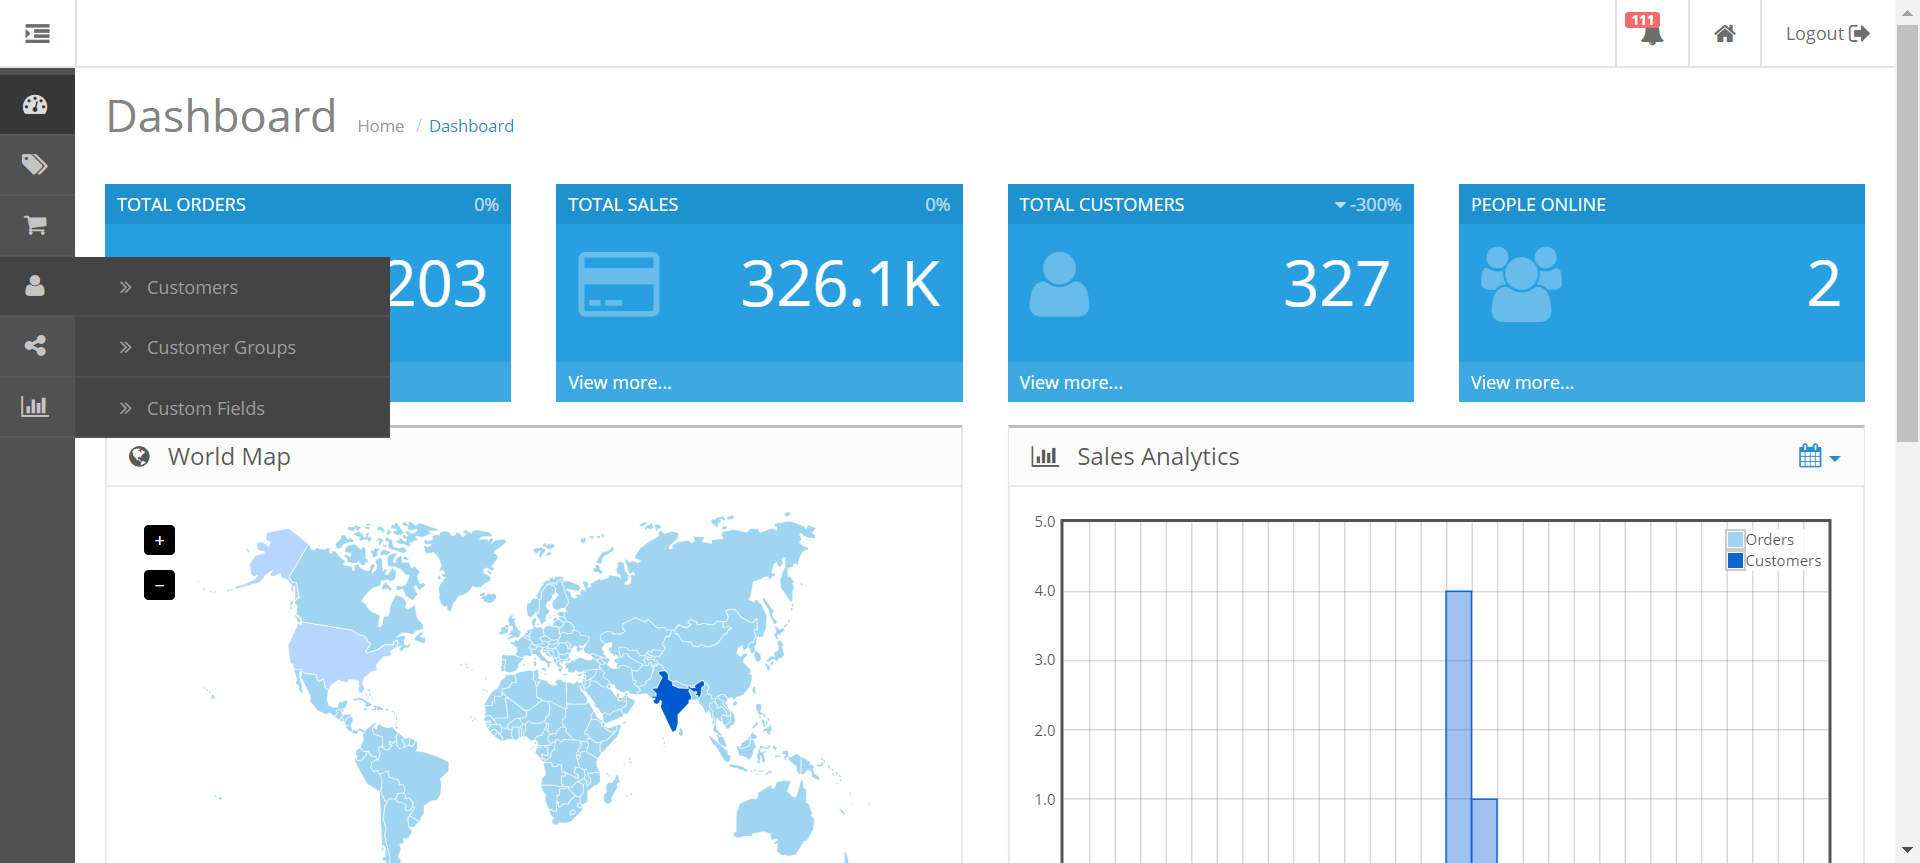 111
Logout
Dashboard Home / Dashboard
TOTAL ORDERS 0%
203
TOTAL SALES 0%
326.1K
View more...
TOTAL CUSTOMERS -300%
327
View more...
PEOPLE ONLINE
2
View more...
Customers
Customer Groups
Custom Fields
World Map
+
−
Sales Analytics
5.0
4.0
3.0
2.0
1.0
Orders
Customers